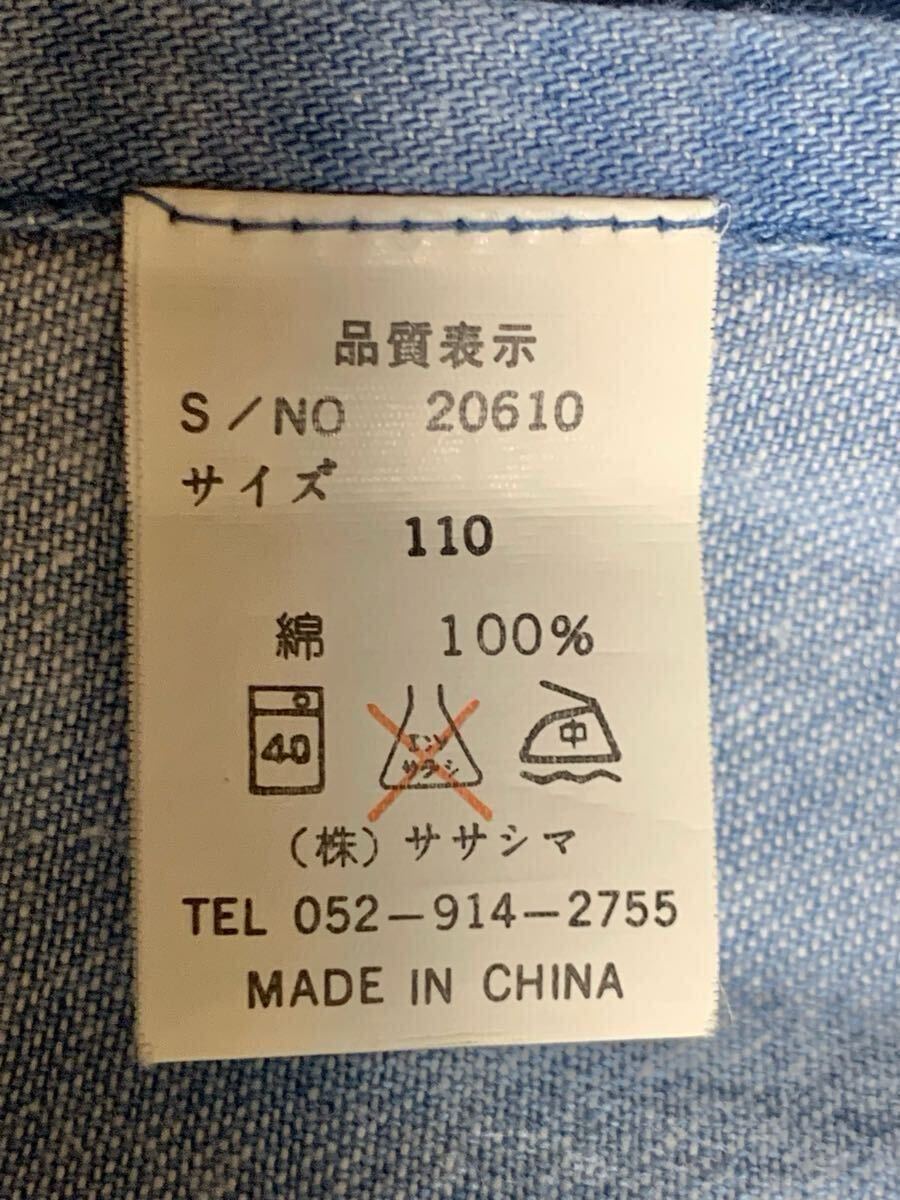 品質表示
S/NO 20610
サイズ
110
綿 100%
40 エンソ 中
サラシ
(株)ササシマ
TEL 052-914-2755
MADE IN CHINA